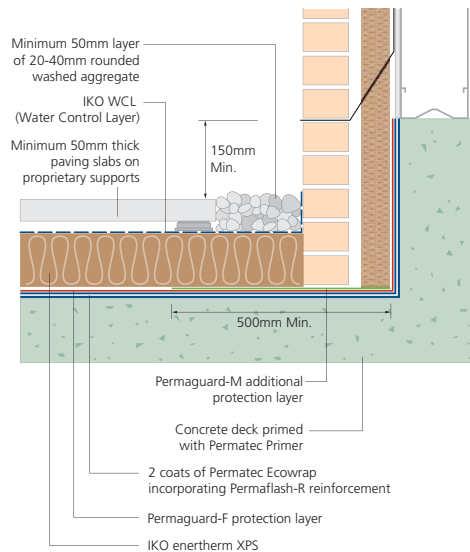 Minimum 50mm layer
of 20-40mm rounded
washed aggregate
IKO WCL
(Water Control Layer)
Minimum 50mm thick
paving slabs on
proprietary supports
150mm
Min.
500mm Min.
Permaguard-M additional
protection layer
Concrete deck primed
with Permatec Primer
2 coats of Permatec Ecowrap
incorporating Permaflash-R reinforcement
Permaguard-F protection layer
IKO enertherm XPS